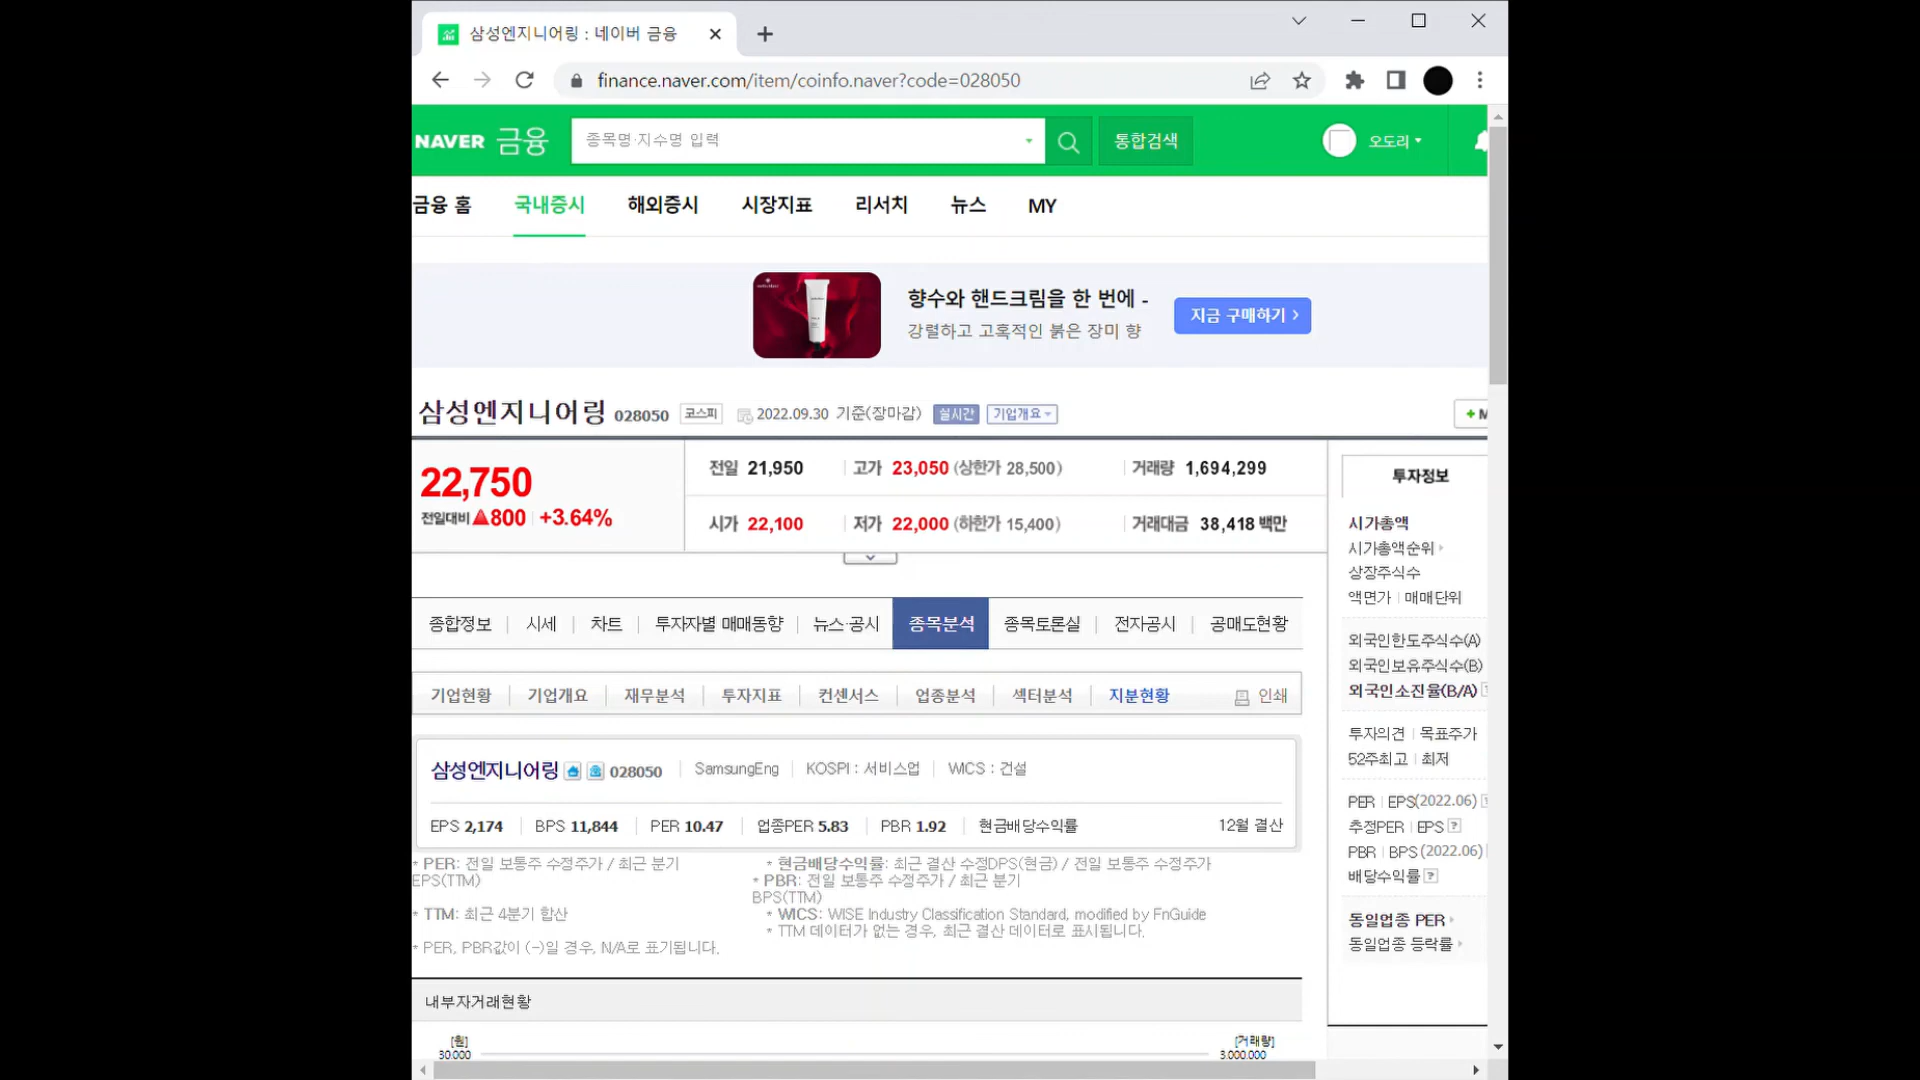 삼성엔지니어링 : 네이버 금융
finance.naver.com/item/coinfo.naver?code=028050
NAVER 금융 종목명·지수명 입력 통합검색 오도리
금융 홈 국내증시 해외증시 시장지표 리서치 뉴스 MY
향수와 핸드크림을 한 번에 -
강렬하고 고혹적인 붉은 장미 향
지금 구매하기
삼성엔지니어링 028050 코스피 2022.09.30 기준(장마감) 실시간 기업개요
22,750
전일대비 ▲800 +3.64%
전일 21,950 고가 23,050 (상한가 28,500) 거래량 1,694,299
시가 22,100 저가 22,000 (하한가 15,400) 거래대금 38,418 백만
종합정보 시세 차트 투자자별 매매동향 뉴스·공시 종목분석 종목토론실 전자공시 공매도현황
기업현황 기업개요 재무분석 투자지표 컨센서스 업종분석 섹터분석 지분현황 인쇄
삼성엔지니어링 028050 SamsungEng KOSPI : 서비스업 WICS : 건설
EPS 2,174 BPS 11,844 PER 10.47 업종PER 5.83 PBR 1.92 현금배당수익률 12월 결산
* PER: 전일 보통주 수정주가 / 최근 분기
EPS(TTM)
* TTM: 최근 4분기 합산
* PER, PBR값이 (-)일 경우, N/A로 표기됩니다.
* 현금배당수익률: 최근 결산 수정DPS(현금) / 전일 보통주 수정주가
* PBR: 전일 보통주 수정주가 / 최근 분기
BPS(TTM)
* WICS: WISE Industry Classification Standard, modified by FnGuide
* TTM 데이터가 없는 경우, 최근 결산 데이터로 표시됩니다.
내부자거래현황
[원] [거래량]
30,000 3,000,000
+ M
투자정보
시가총액
시가총액순위
상장주식수
액면가 매매단위
외국인한도주식수(A)
외국인보유주식수(B)
외국인소진율(B/A)
투자의견 목표주가
52주최고 최저
PER EPS(2022.06)
추정PER EPS ?
PBR BPS (2022.06)
배당수익률 ?
동일업종 PER
동일업종 등락률